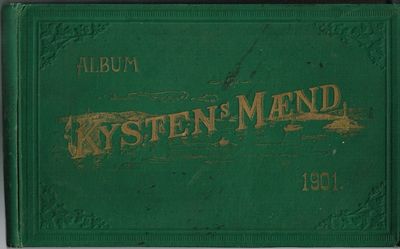 ALBUM
KYSTENS MÆND
1901.